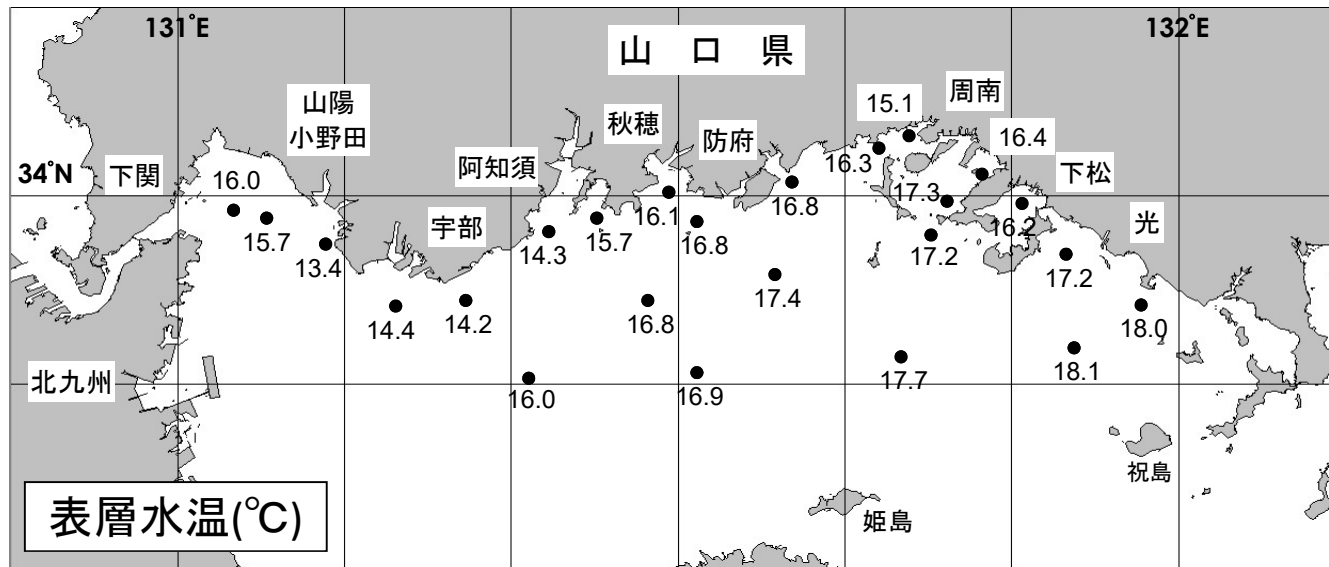 131°E
132°E
山 口 県
山陽
小野田
秋穂
防府
15.1
周南
16.4
下松
阿知須
34°N
下関
16.0
16.3
17.3
光
宇部
15.7
13.4
14.3
15.7
16.1
16.8
16.8
17.2
16.2
17.2
14.4
14.2
16.8
17.4
18.0
北九州
16.0
16.9
17.7
18.1
祝島
姫島
表層水温(℃)